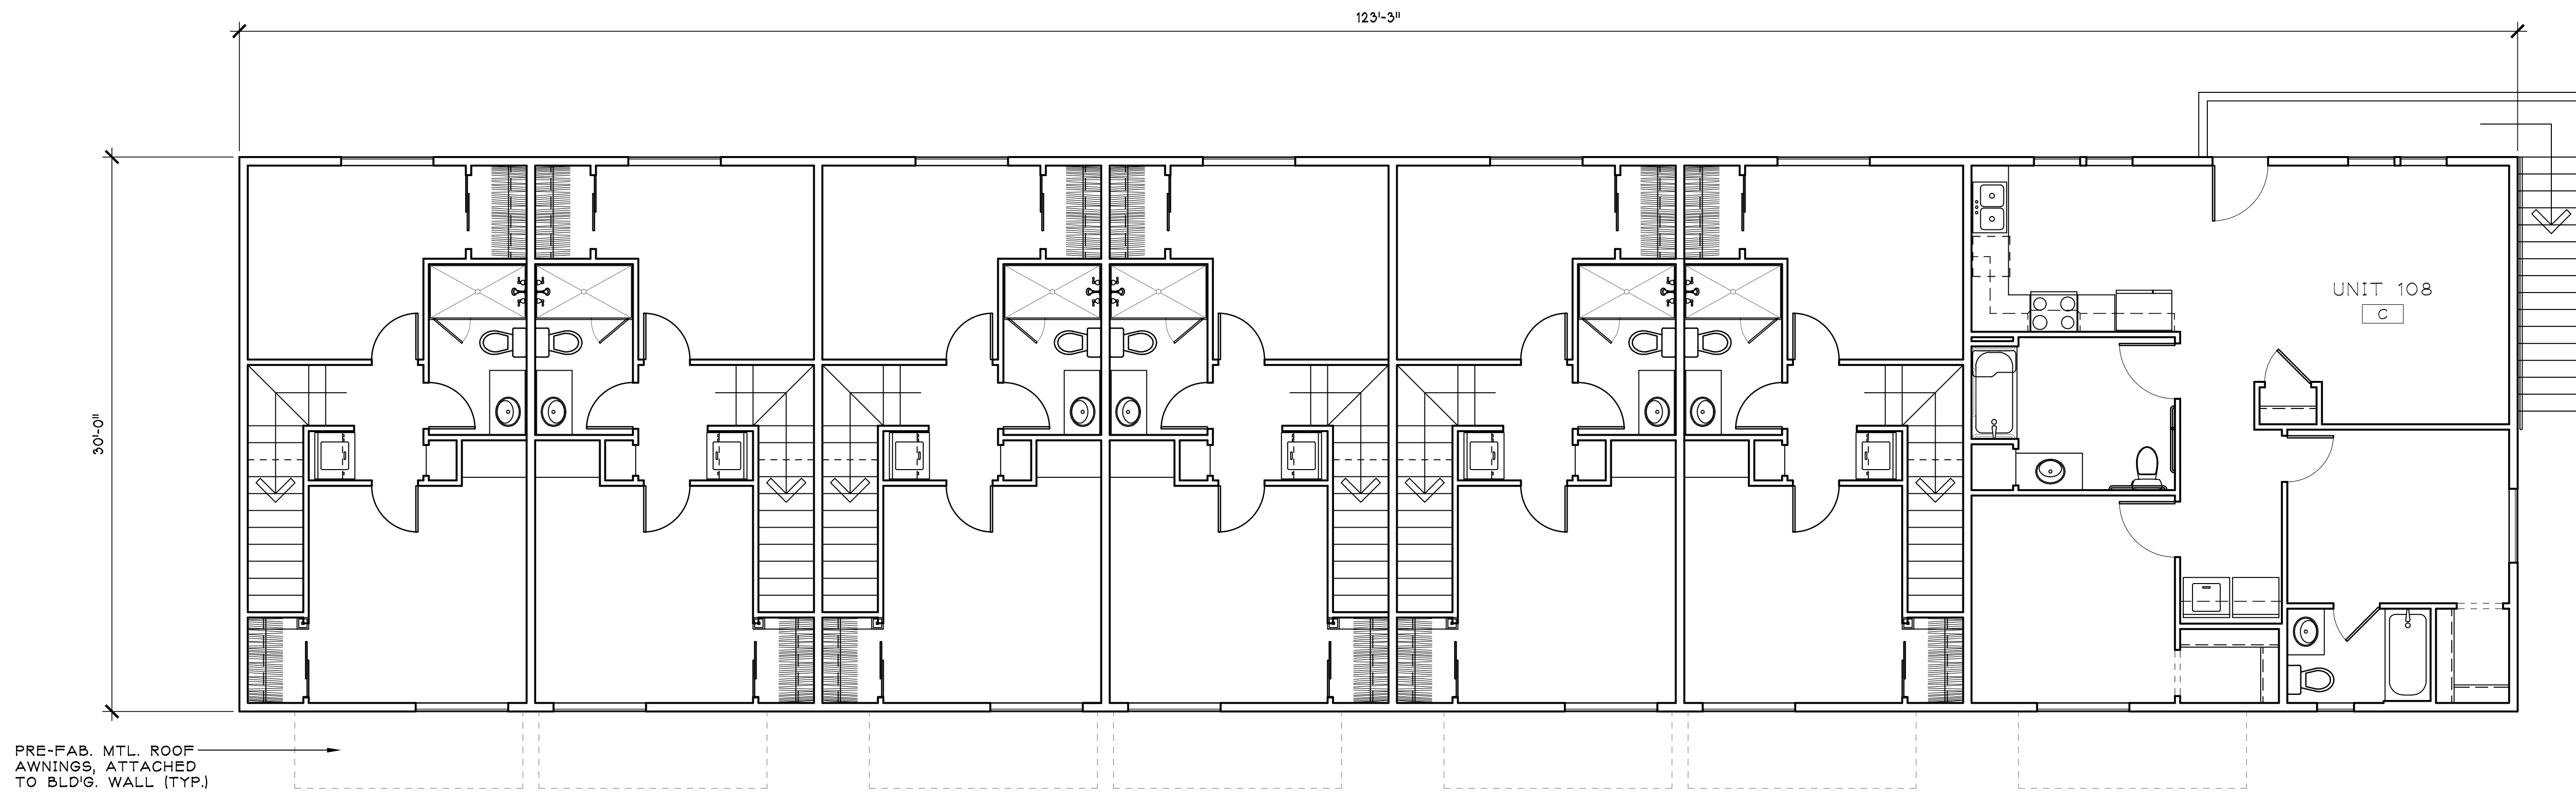 123'-3"
30'-0"
UNIT 108
C
PRE-FAB. MTL. ROOF
AWNINGS, ATTACHED
TO BLD'G. WALL (TYP.)